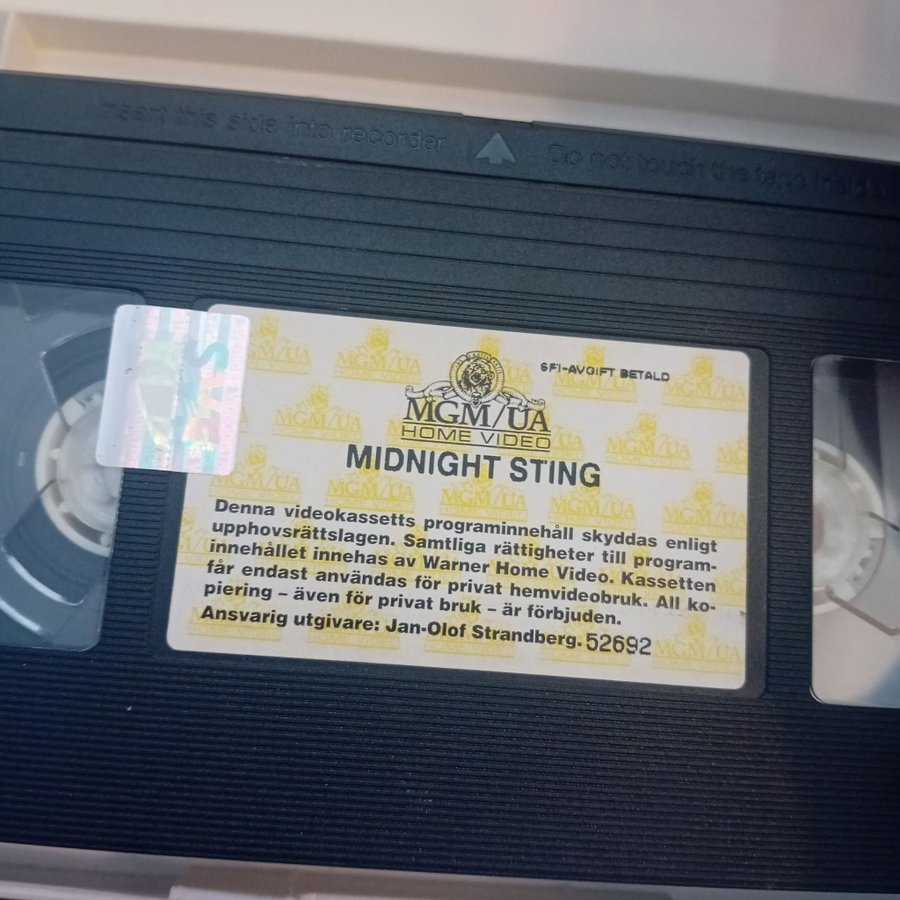 Insert this side into recorder
Do not touch the tape inside
SFI-AVGIFT BETALD
MGM/UA
HOME VIDEO
MIDNIGHT STING
Denna videokassetts programinnehåll skyddas enligt
upphovsrättslagen. Samtliga rättigheter till program-
innehållet innehas av Warner Home Video. Kassetten
får endast användas för privat hemvideobruk. All ko-
piering – även för privat bruk – är förbjuden.
Ansvarig utgivare: Jan-Olof Strandberg. 52692